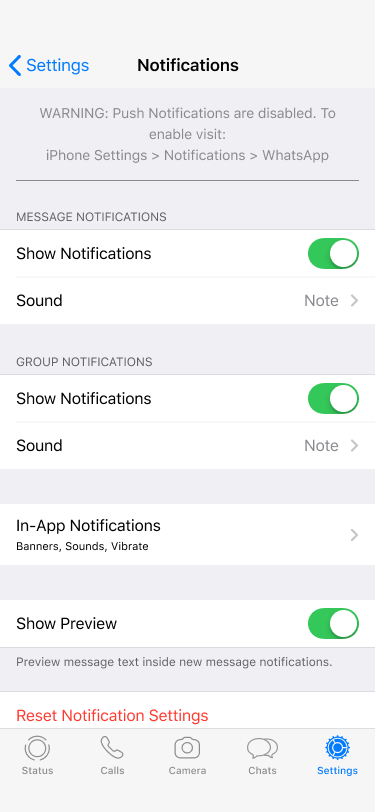 Settings
Notifications
WARNING: Push Notifications are disabled. To
enable visit:
iPhone Settings > Notifications > WhatsApp
MESSAGE NOTIFICATIONS
Show Notifications
Sound Note
GROUP NOTIFICATIONS
Show Notifications
Sound Note
In-App Notifications
Banners, Sounds, Vibrate
Show Preview
Preview message text inside new message notifications.
Reset Notification Settings
Status Calls Camera Chats Settings